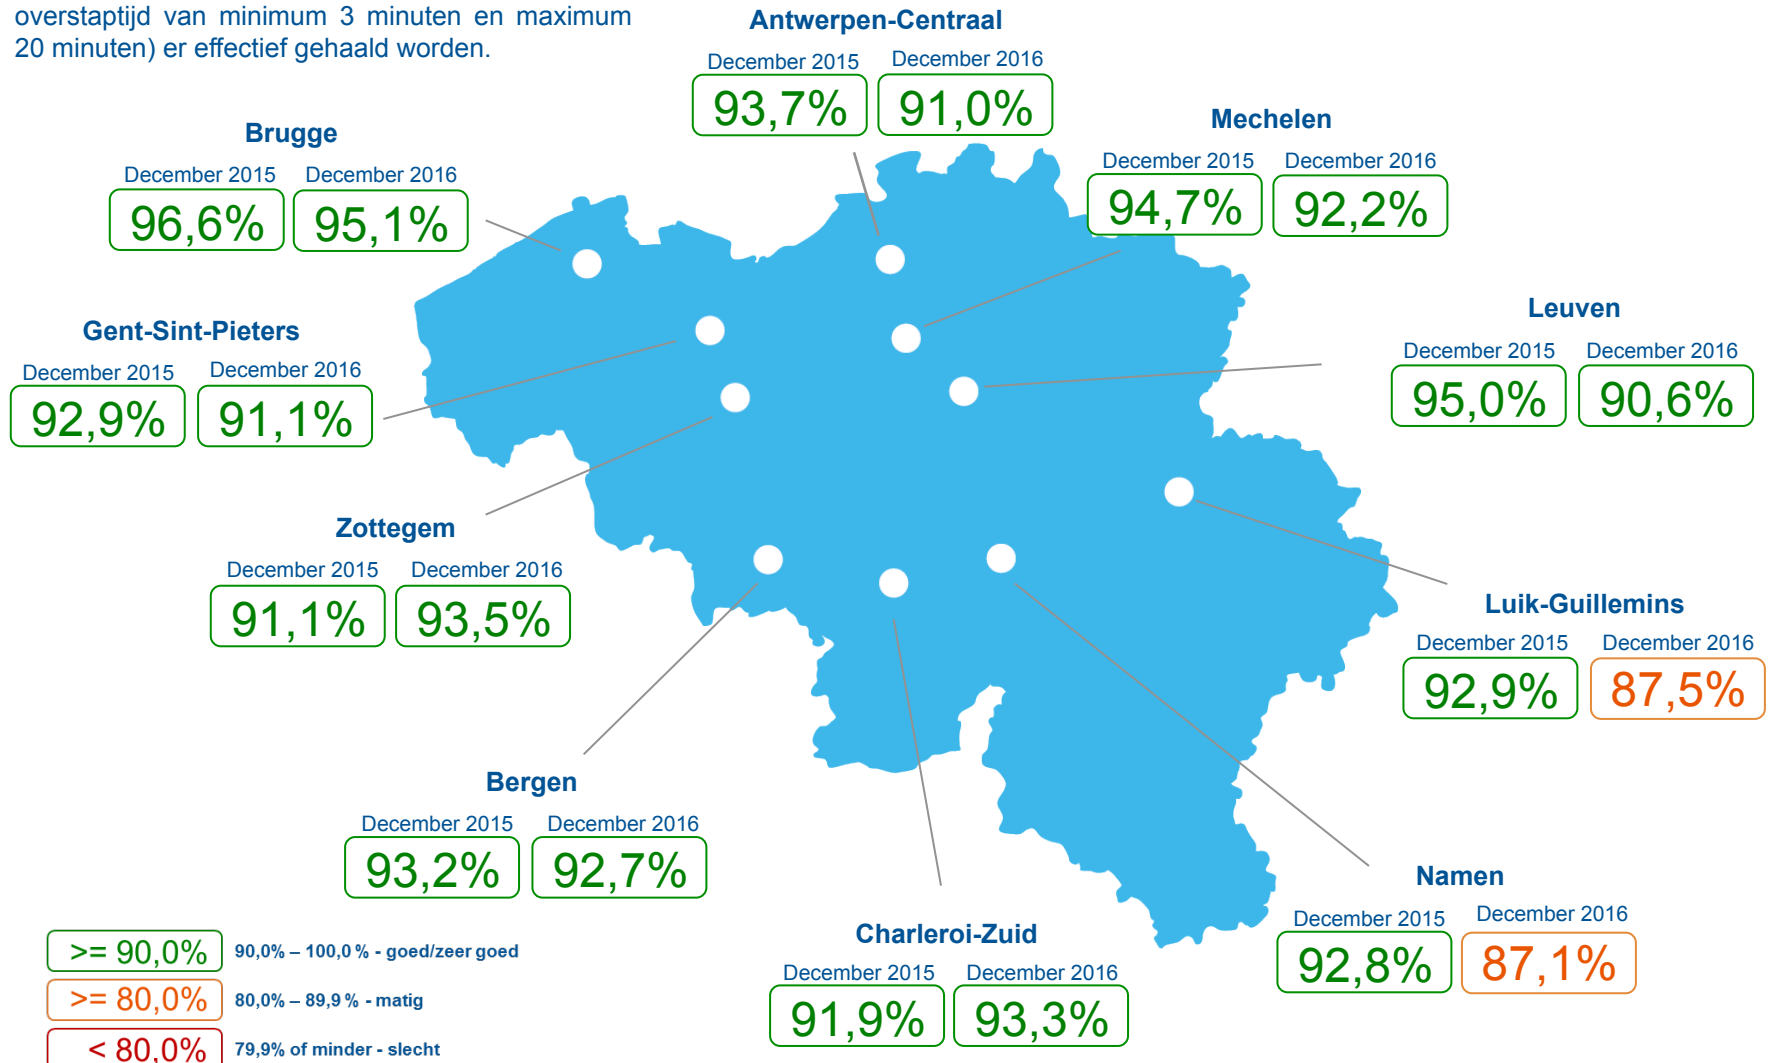 overstaptijd van minimum 3 minuten en maximum
20 minuten) er effectief gehaald worden.
Antwerpen-Centraal
December 2015 December 2016
93,7% 91,0%
Brugge
December 2015 December 2016
96,6% 95,1%
Mechelen
December 2015 December 2016
94,7% 92,2%
Gent-Sint-Pieters
December 2015 December 2016
92,9% 91,1%
Leuven
December 2015 December 2016
95,0% 90,6%
Zottegem
December 2015 December 2016
91,1% 93,5%
Luik-Guillemins
December 2015 December 2016
92,9% 87,5%
Bergen
December 2015 December 2016
93,2% 92,7%
Namen
December 2015 December 2016
92,8% 87,1%
Charleroi-Zuid
December 2015 December 2016
91,9% 93,3%
>= 90,0% 90,0% – 100,0 % - goed/zeer goed
>= 80,0% 80,0% – 89,9 % - matig
< 80,0% 79,9% of minder - slecht